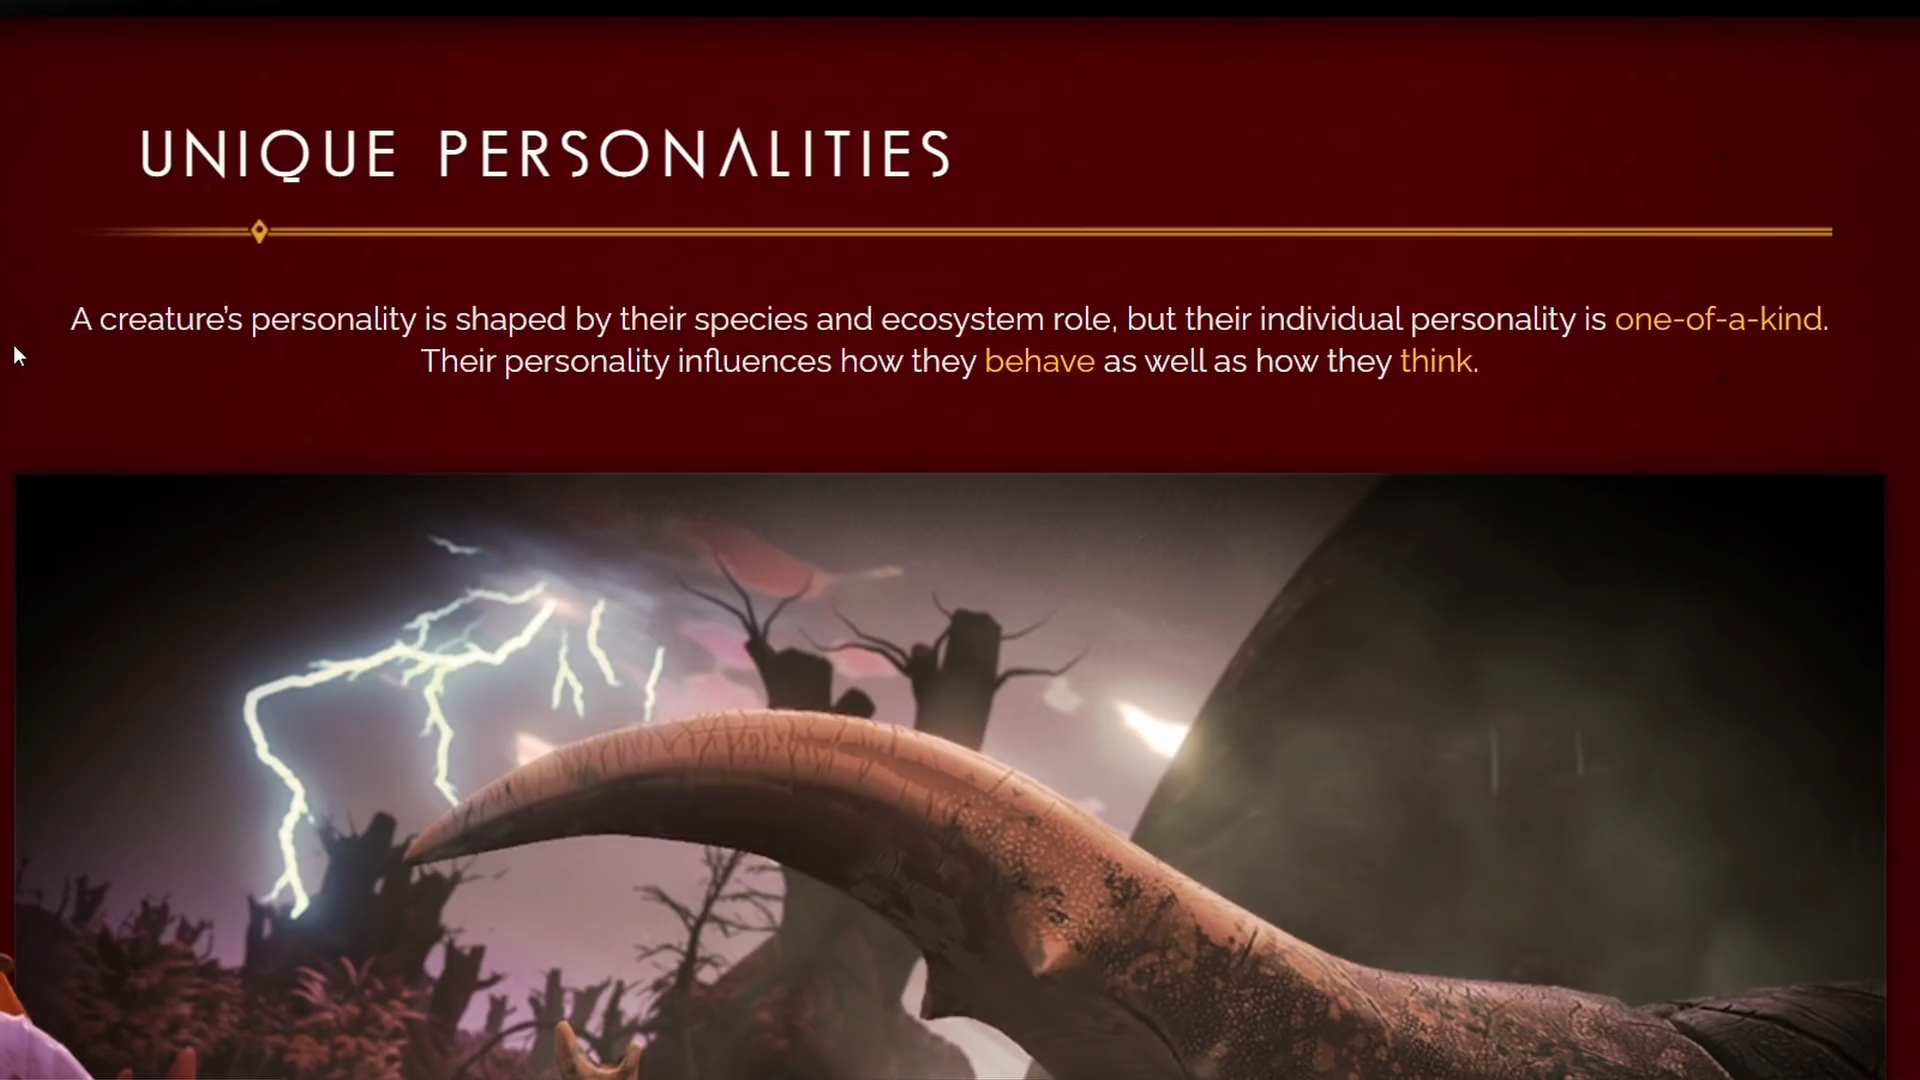 UNIQUE PERSONALITIES
A creature’s personality is shaped by their species and ecosystem role, but their individual personality is one-of-a-kind.
Their personality influences how they behave as well as how they think.